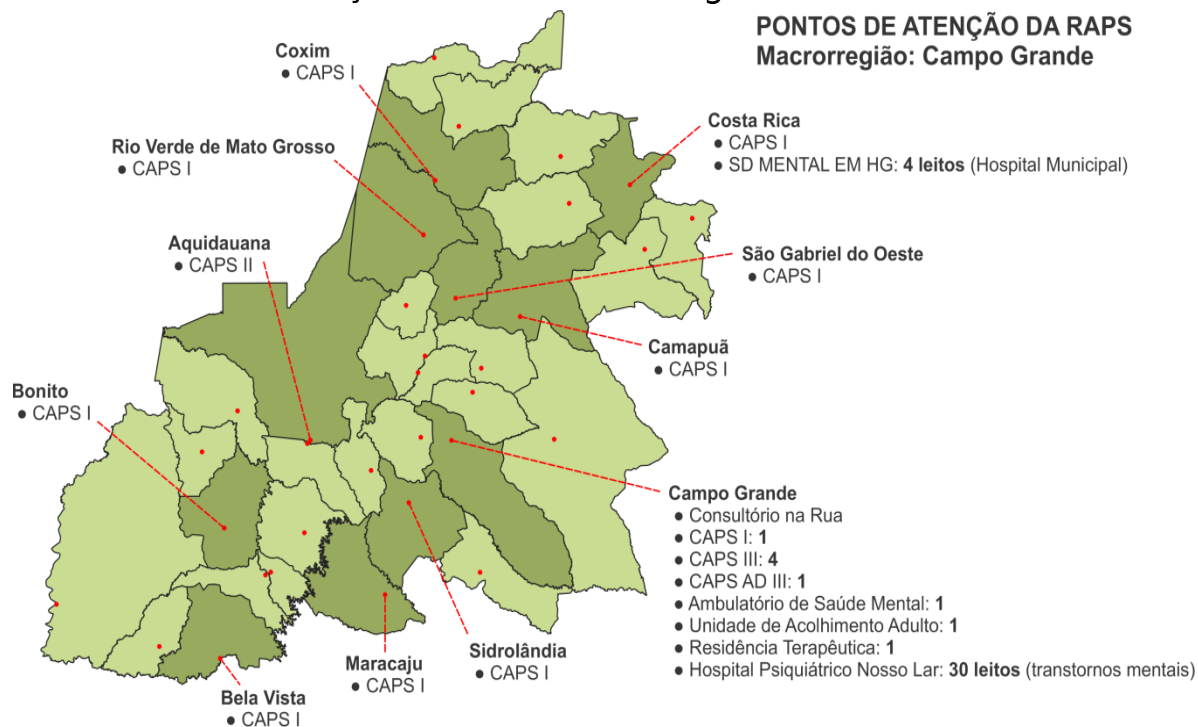 PONTOS DE ATENÇÃO DA RAPS
Macrorregião: Campo Grande
Coxim
● CAPS I
Rio Verde de Mato Grosso
● CAPS I
Costa Rica
● CAPS I
● SD MENTAL EM HG: 4 leitos (Hospital Municipal)
Aquidauana
● CAPS II
São Gabriel do Oeste
● CAPS I
Camapuã
● CAPS I
Bonito
● CAPS I
Campo Grande
● Consultório na Rua
● CAPS I: 1
● CAPS III: 4
● CAPS AD III: 1
● Ambulatório de Saúde Mental: 1
● Unidade de Acolhimento Adulto: 1
● Residência Terapêutica: 1
● Hospital Psiquiátrico Nosso Lar: 30 leitos (transtornos mentais)
Sidrolândia
● CAPS I
Maracaju
● CAPS I
Bela Vista
● CAPS I